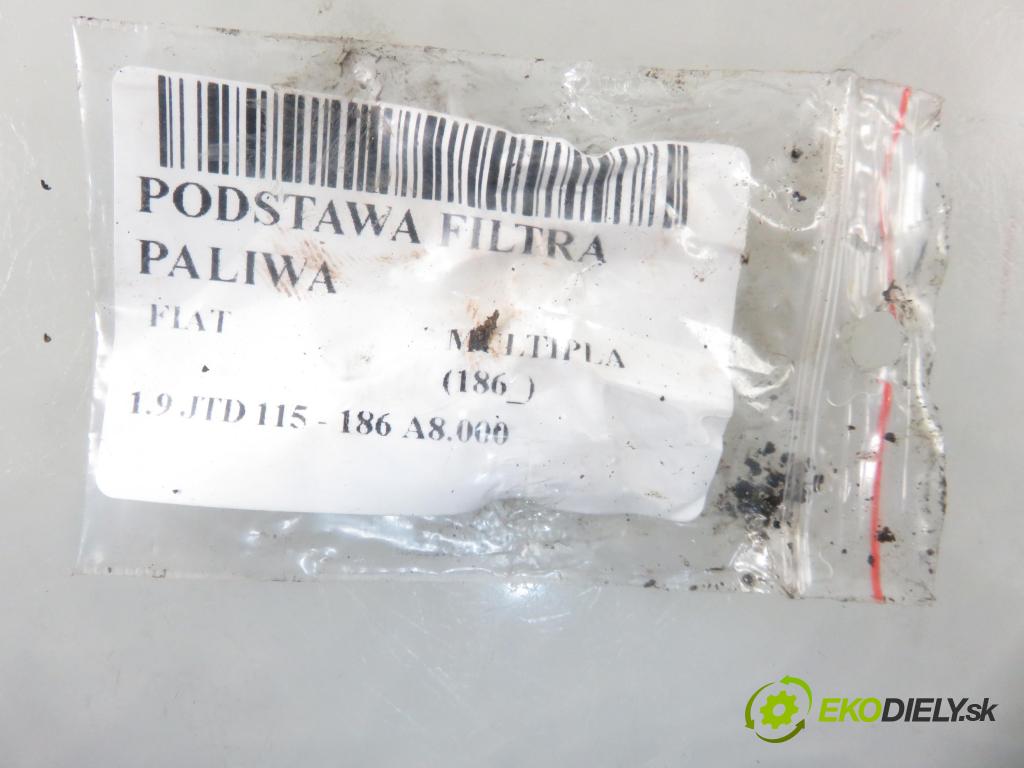 PODSTAWA FILTRA
PALIWA
FIAT MULTIPLA
(186_)
1.9 JTD 115 - 186 A8.000
EKODIELY.sk